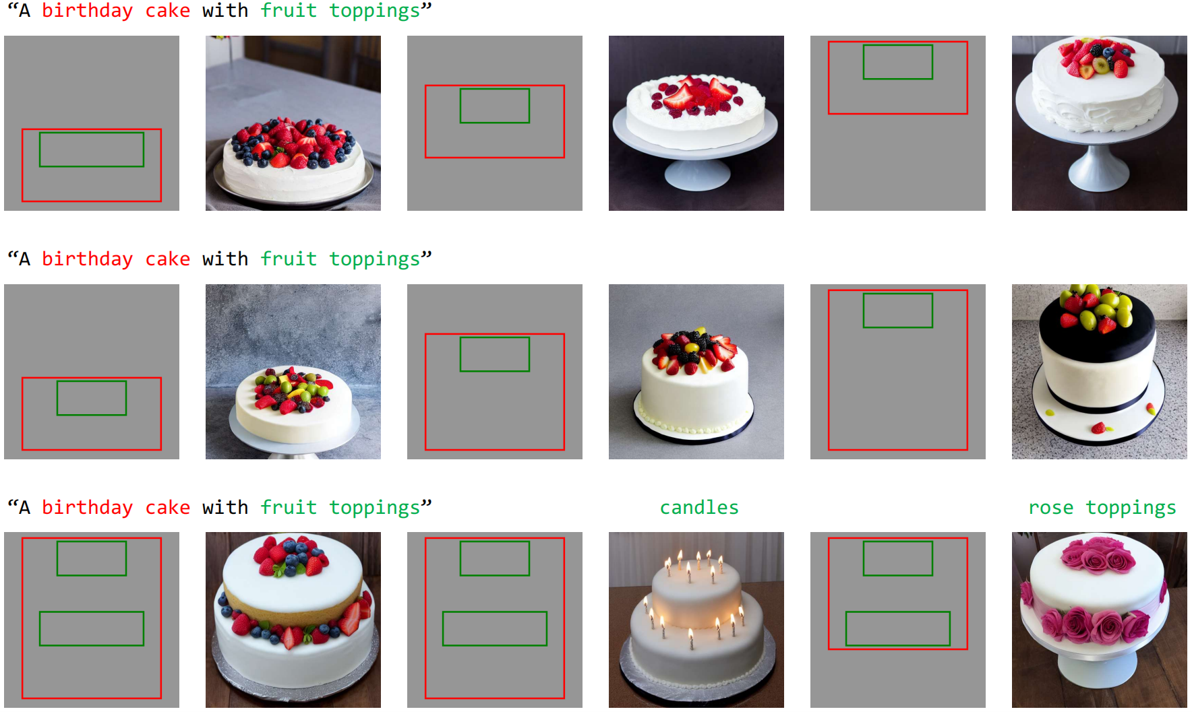 “A birthday cake with fruit toppings”
“A birthday cake with fruit toppings”
“A birthday cake with fruit toppings” candles rose toppings